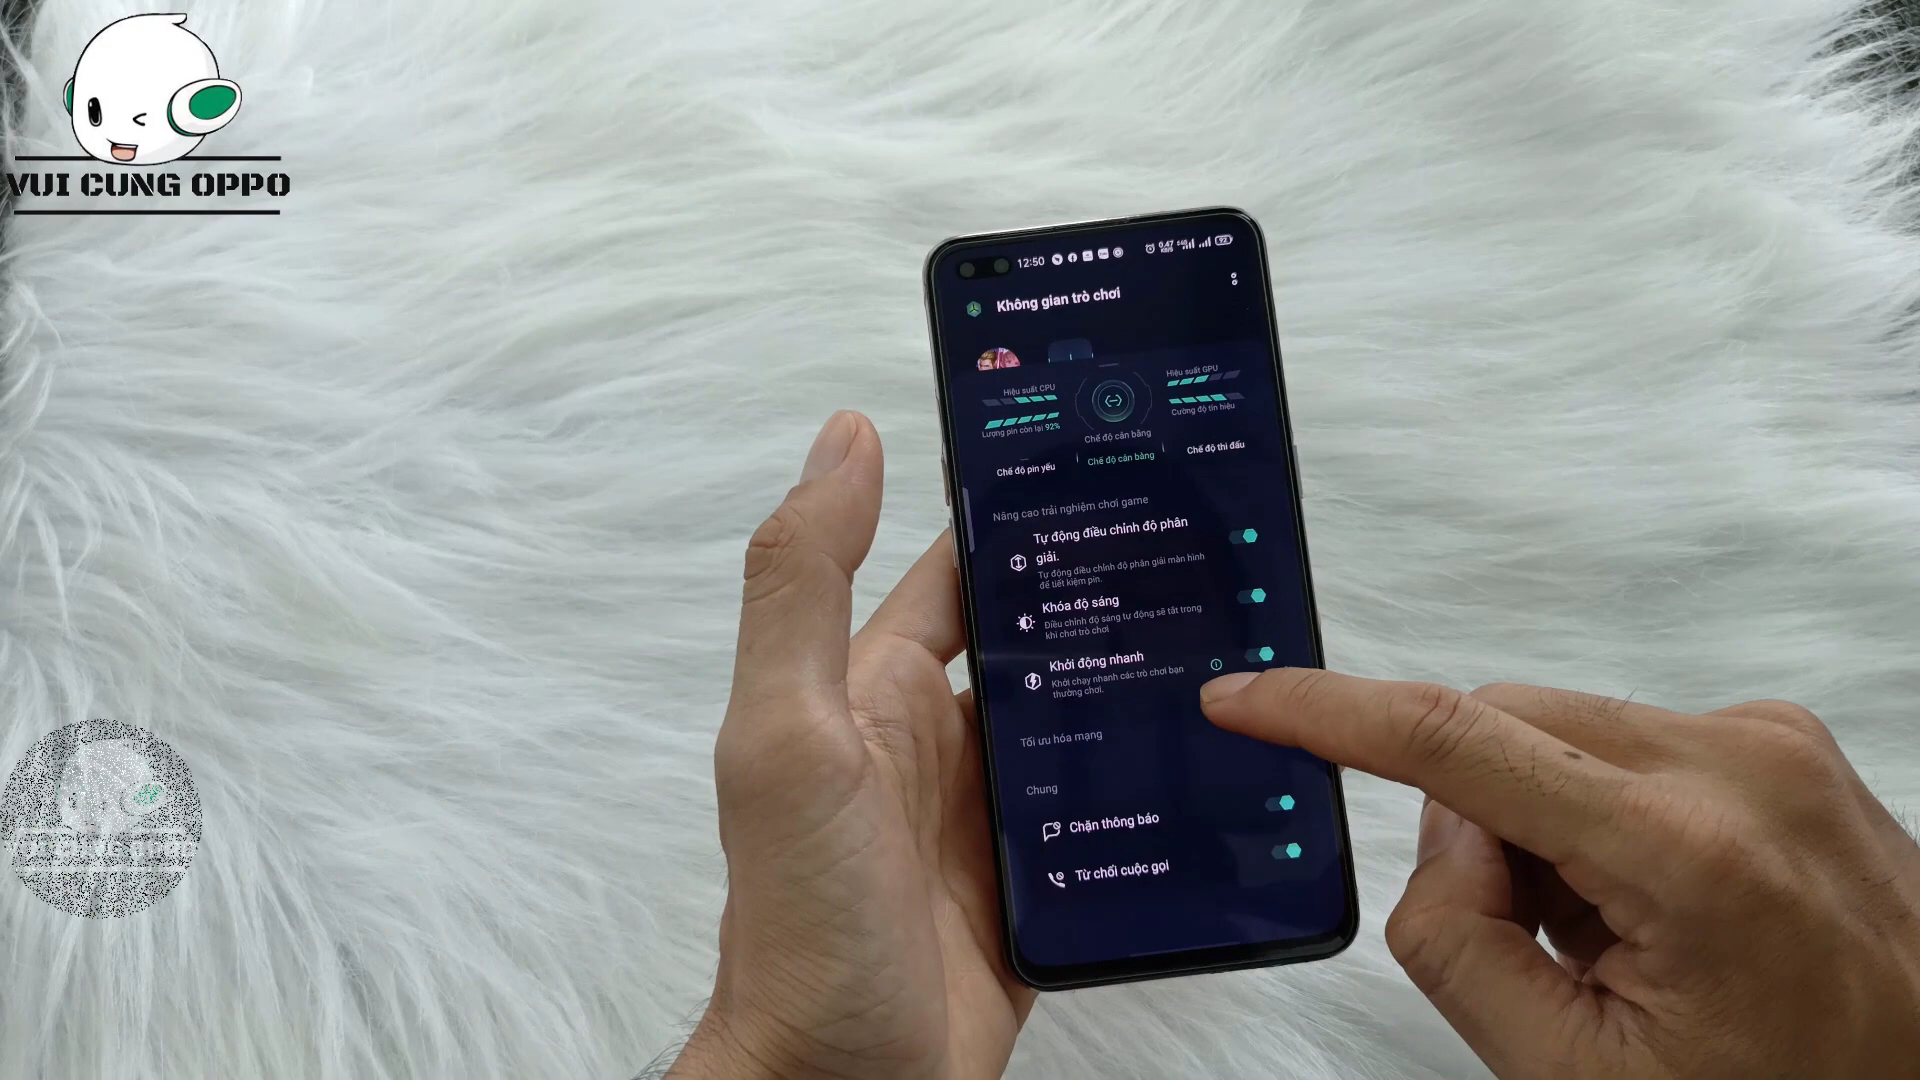 VUI CUNG OPPO
12:50
0.47
KB/S
92
Không gian trò chơi
Hiệu suất CPU
Hiệu suất GPU
Lượng pin còn lại 92%
Cường độ tín hiệu
Chế độ cân bằng
Chế độ pin yếu
Chế độ cân bằng
Chế độ thi đấu
Nâng cao trải nghiệm chơi game
Tự động điều chỉnh độ phân
giải.
Tự động điều chỉnh độ phân giải màn hình
để tiết kiệm pin.
Khóa độ sáng
Điều chỉnh độ sáng tự động sẽ tắt trong
khi chơi trò chơi
Khởi động nhanh
Khởi chạy nhanh các trò chơi bạn
thường chơi.
Tối ưu hóa mạng
Chung
Chặn thông báo
Từ chối cuộc gọi